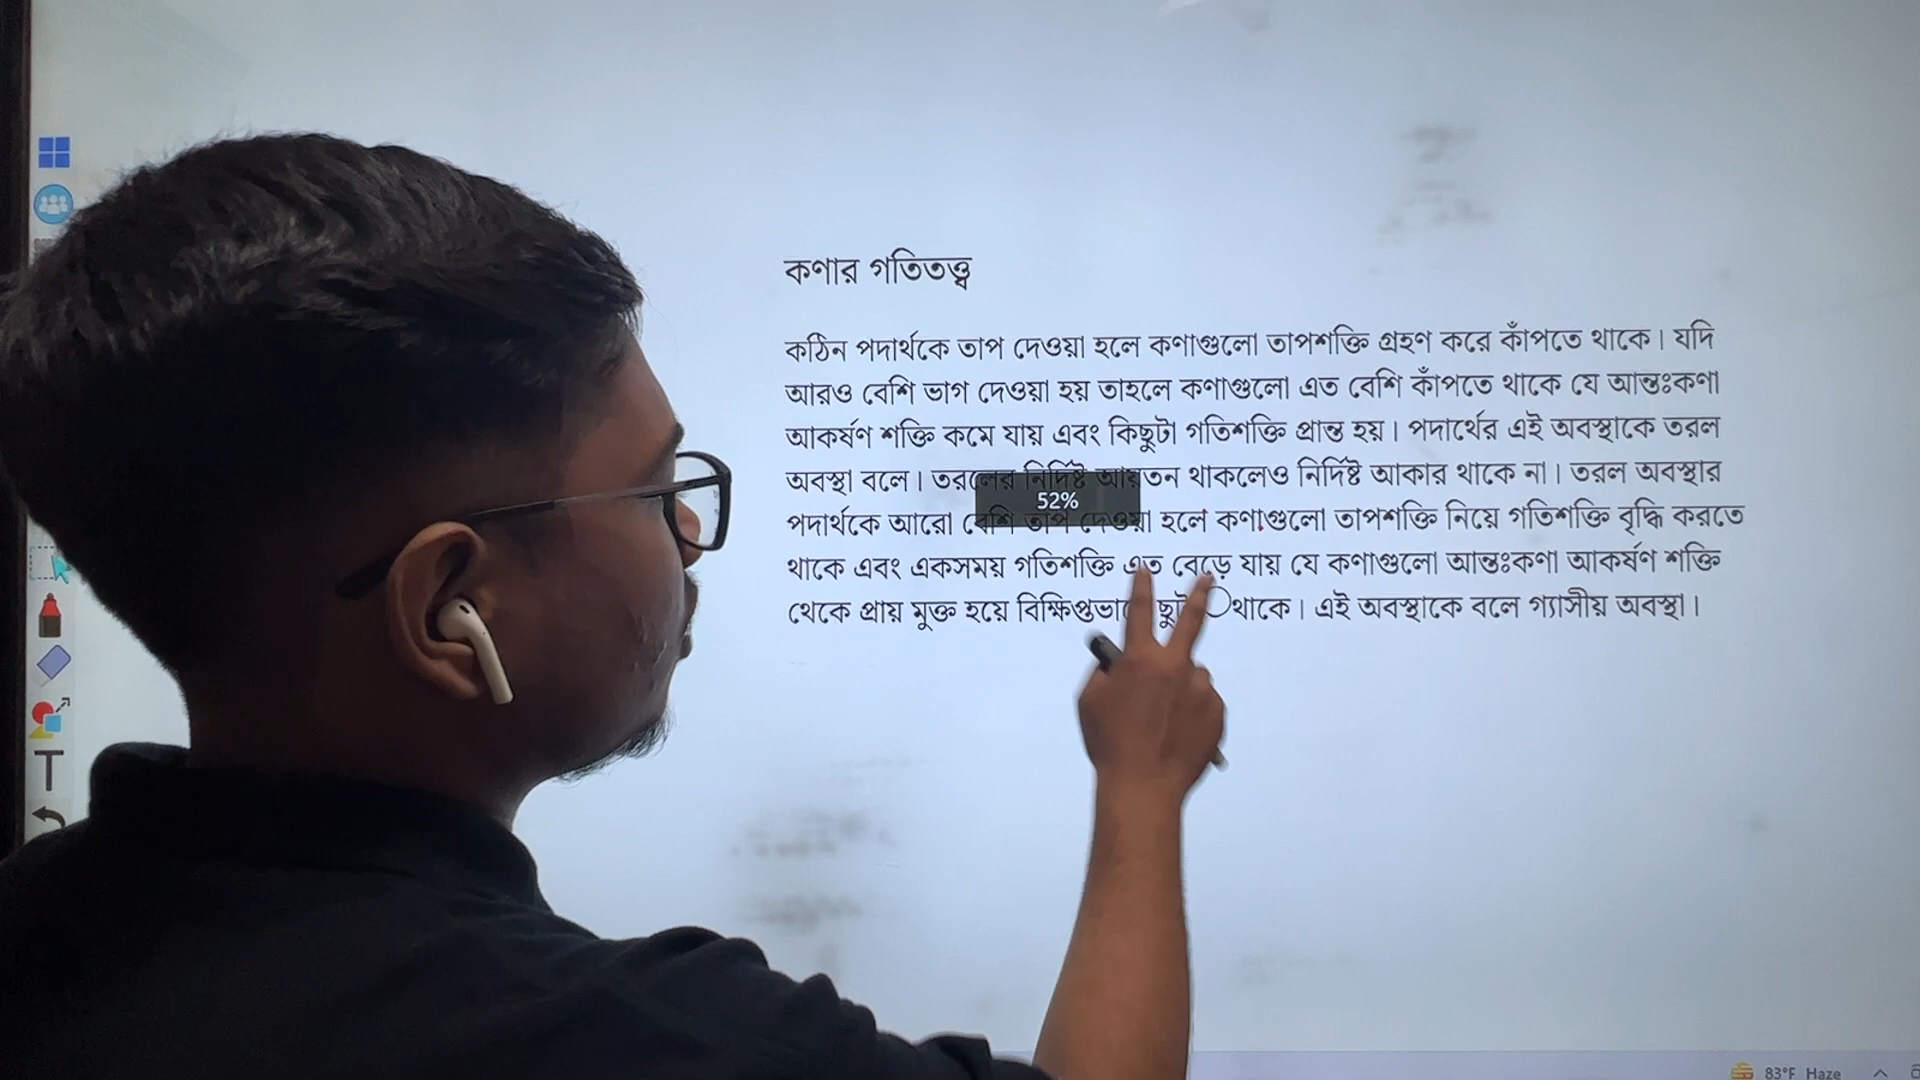 কণার গতিতত্ত্ব
কঠিন পদার্থকে তাপ দেওয়া হলে কণাগুলো তাপশক্তি গ্রহণ করে কাঁপতে থাকে। যদি
আরও বেশি ভাগ দেওয়া হয় তাহলে কণাগুলো এত বেশি কাঁপতে থাকে যে আন্তঃকণা
আকর্ষণ শক্তি কমে যায় এবং কিছুটা গতিশক্তি প্রান্ত হয়। পদার্থের এই অবস্থাকে তরল
অবস্থা বলে। তরলের নির্দিষ্ট আয়তন থাকলেও নির্দিষ্ট আকার থাকে না। তরল অবস্থার
52%
পদার্থকে আরো বেশি তাপ দেওয়া হলে কণাগুলো তাপশক্তি নিয়ে গতিশক্তি বৃদ্ধি করতে
থাকে এবং একসময় গতিশক্তি এত বেড়ে যায় যে কণাগুলো আন্তঃকণা আকর্ষণ শক্তি
থেকে প্রায় মুক্ত হয়ে থাকে। এই অবস্থাকে বলে গ্যাসীয় অবস্থা।
T
83°F Haze